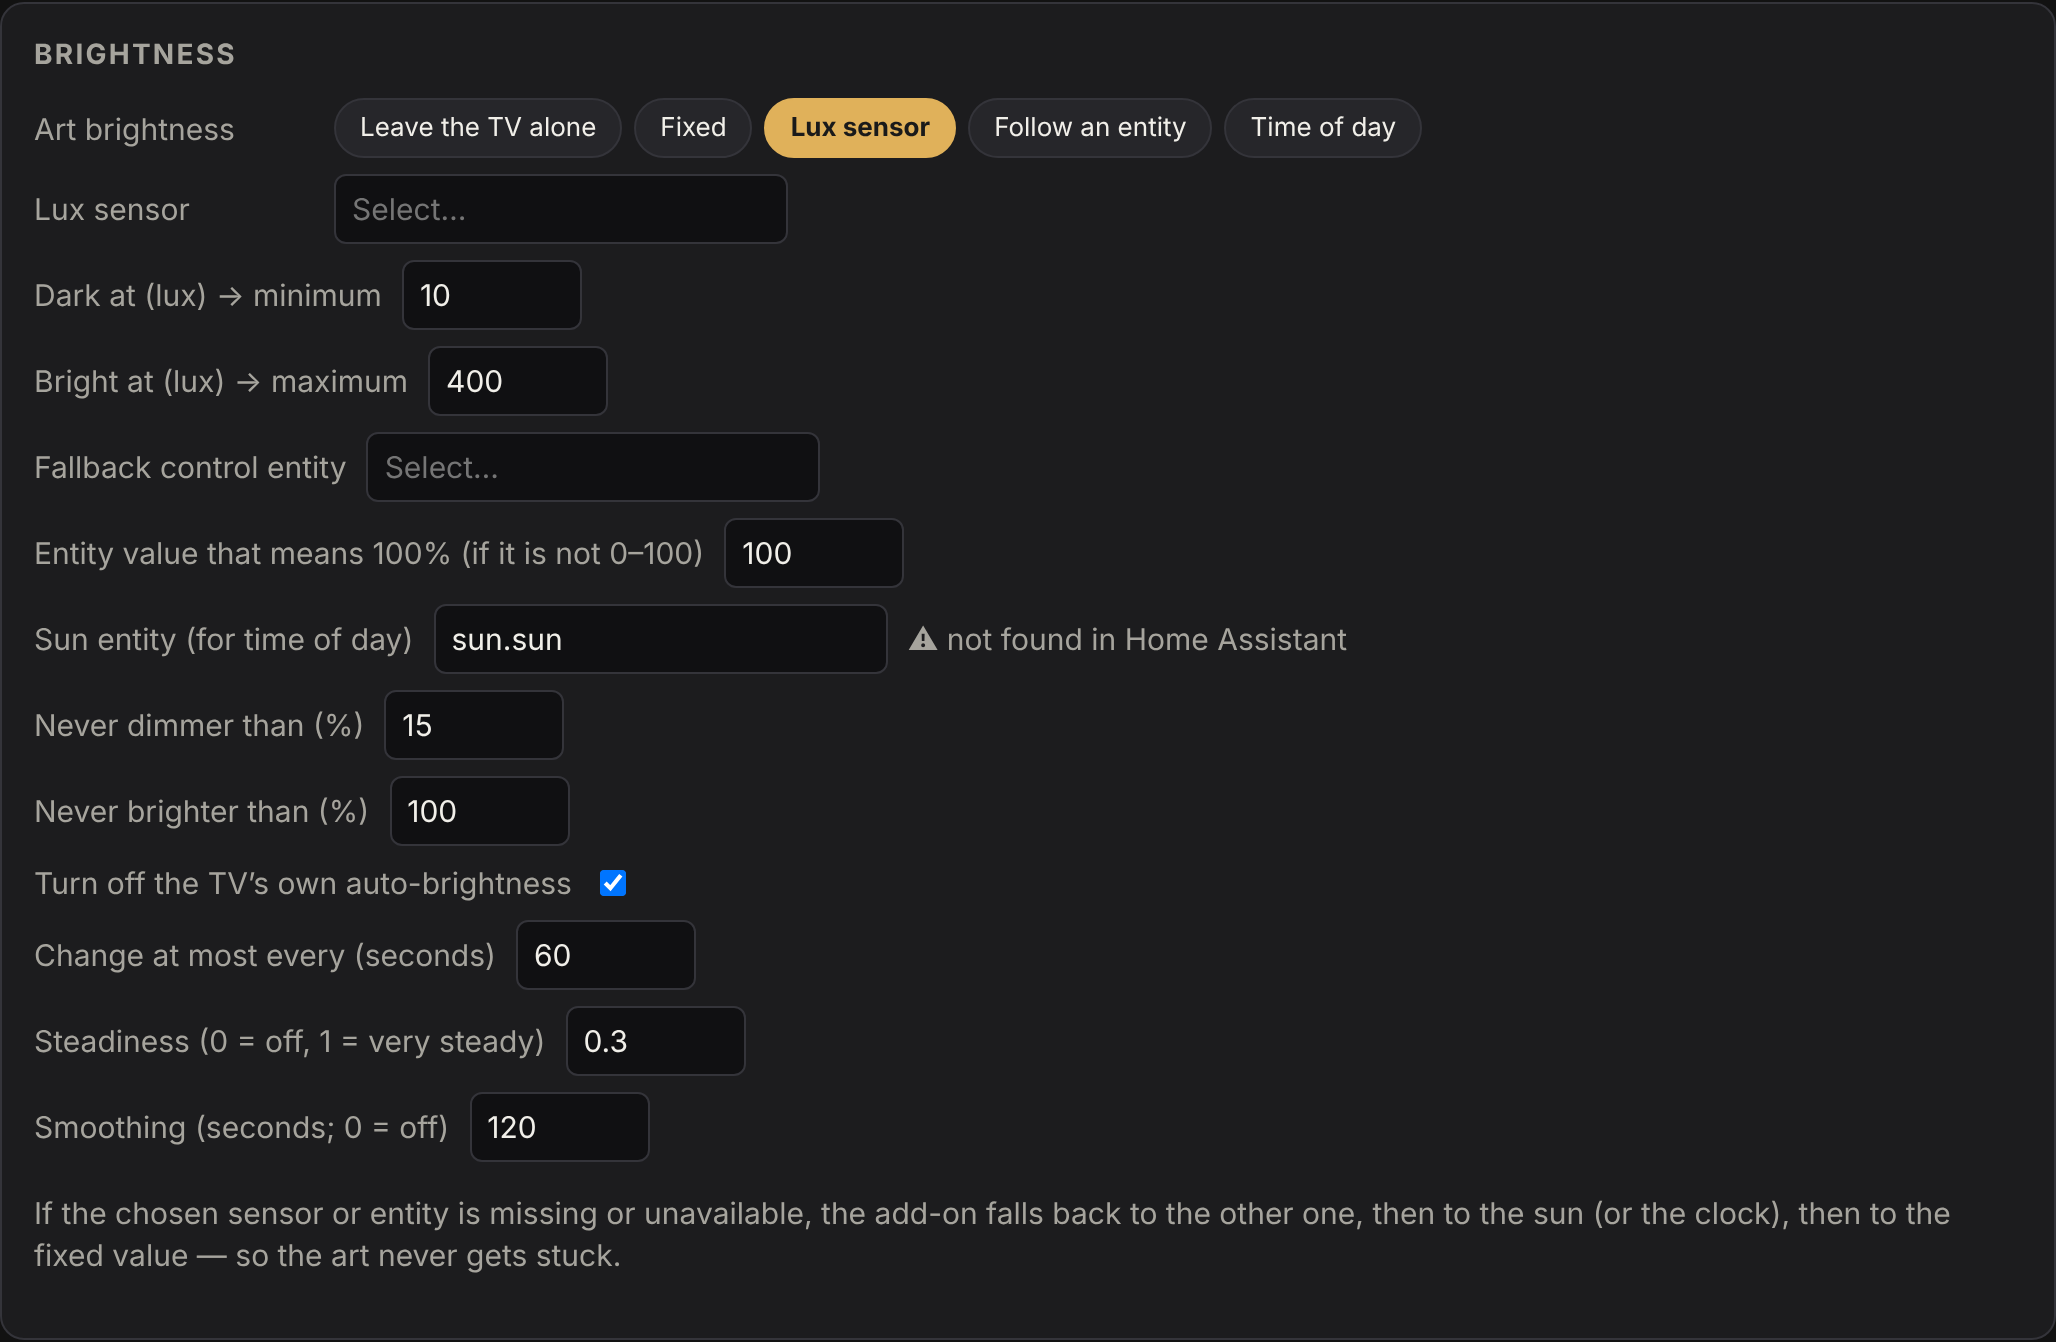 BRIGHTNESS
Art brightness Leave the TV alone Fixed Lux sensor Follow an entity Time of day
Lux sensor Select...
Dark at (lux) → minimum 10
Bright at (lux) → maximum 400
Fallback control entity Select...
Entity value that means 100% (if it is not 0–100) 100
Sun entity (for time of day) sun.sun ⚠ not found in Home Assistant
Never dimmer than (%) 15
Never brighter than (%) 100
Turn off the TV’s own auto-brightness
Change at most every (seconds) 60
Steadiness (0 = off, 1 = very steady) 0.3
Smoothing (seconds; 0 = off) 120
If the chosen sensor or entity is missing or unavailable, the add-on falls back to the other one, then to the sun (or the clock), then to the
fixed value — so the art never gets stuck.